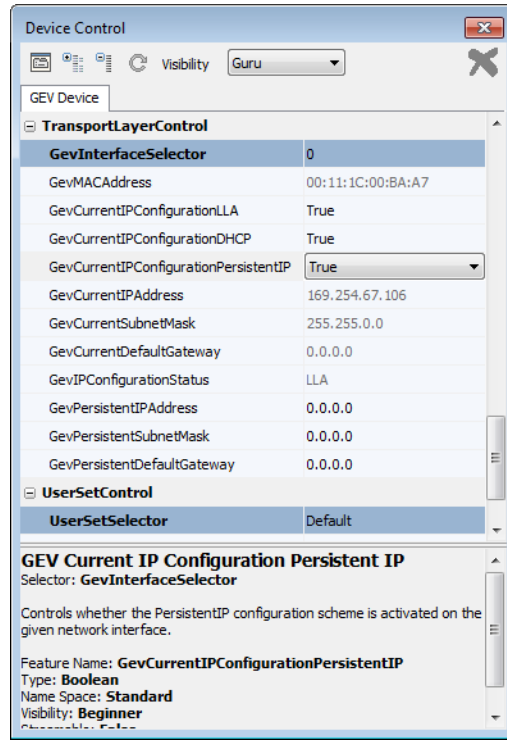 Device Control
Visibility Guru
GEV Device
TransportLayerControl
GevInterfaceSelector 0
GevMACAddress 00:11:1C:00:BA:A7
GevCurrentIPConfigurationLLA True
GevCurrentIPConfigurationDHCP True
GevCurrentIPConfigurationPersistentIP True
GevCurrentIPAddress 169.254.67.106
GevCurrentSubnetMask 255.255.0.0
GevCurrentDefaultGateway 0.0.0.0
GevIPConfigurationStatus LLA
GevPersistentIPAddress 0.0.0.0
GevPersistentSubnetMask 0.0.0.0
GevPersistentDefaultGateway 0.0.0.0
UserSetControl
UserSetSelector Default
GEV Current IP Configuration Persistent IP
Selector: GevInterfaceSelector
Controls whether the PersistentIP configuration scheme is activated on the
given network interface.
Feature Name: GevCurrentIPConfigurationPersistentIP
Type: Boolean
Name Space: Standard
Visibility: Beginner